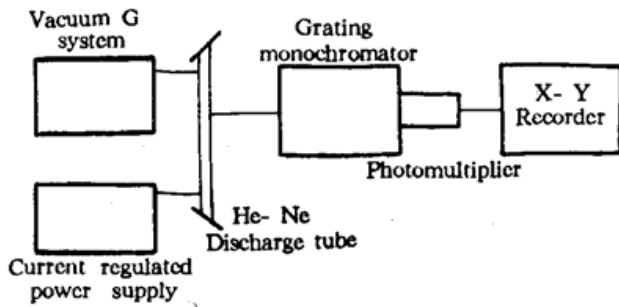 Vacuum G
system
Grating
monochromator
X- Y
Recorder
Photomultiplier
He- Ne
Discharge tube
Current regulated
power supply